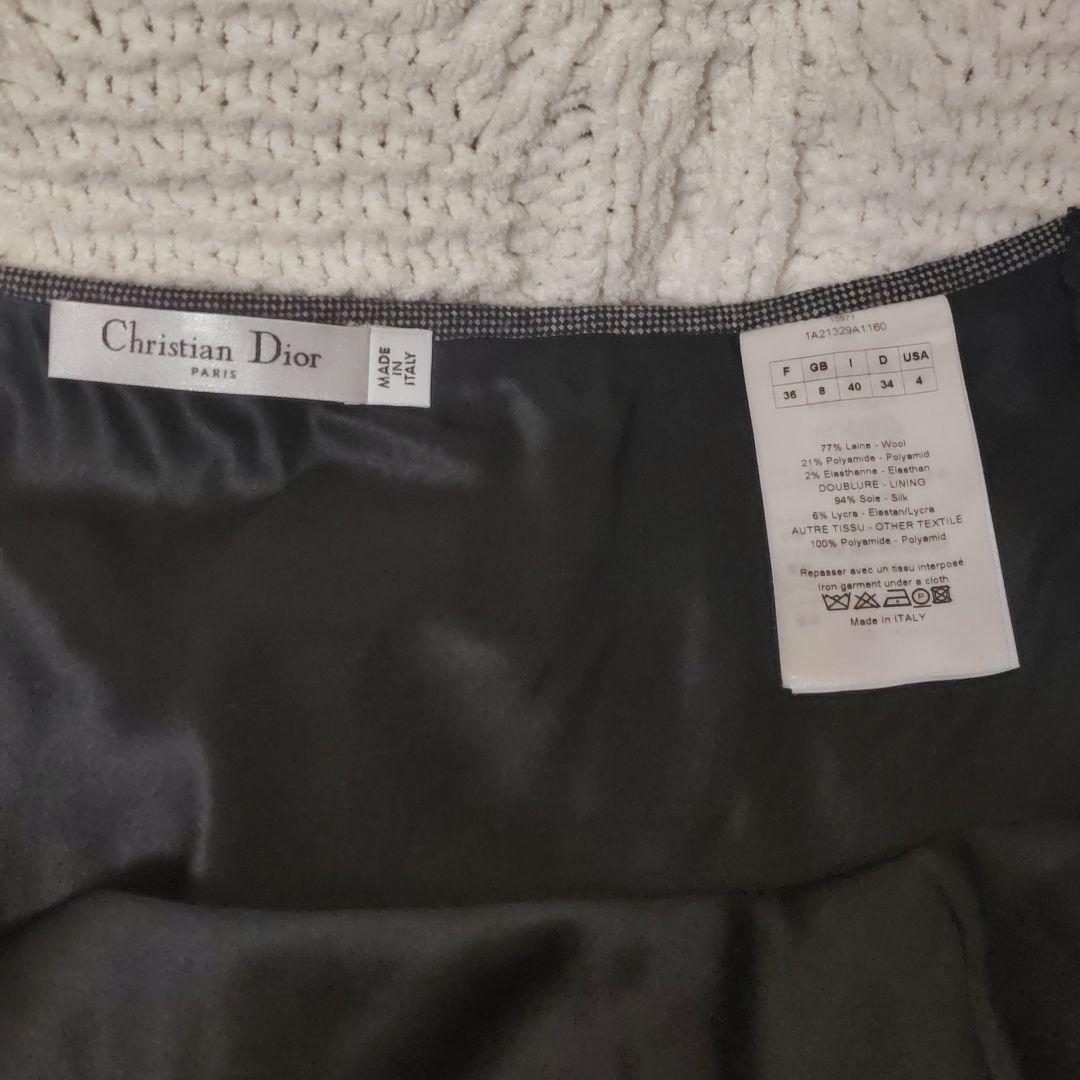 Christian Dior
PARIS
MADE
IN
ITALY
1A21329A1160
F GB I D USA
36 8 40 34 4
77% Laine - Wool
21% Polyamide - Polyamid
2% Elasthanne - Elasthan
DOUBLURE - LINING
94% Soie - Silk
6% Lycra - Elastan/Lycra
AUTRE TISSU - OTHER TEXTILE
100% Polyamide - Polyamid
Repasser avec un tissu interposé
iron garment under a cloth
P
Made in ITALY